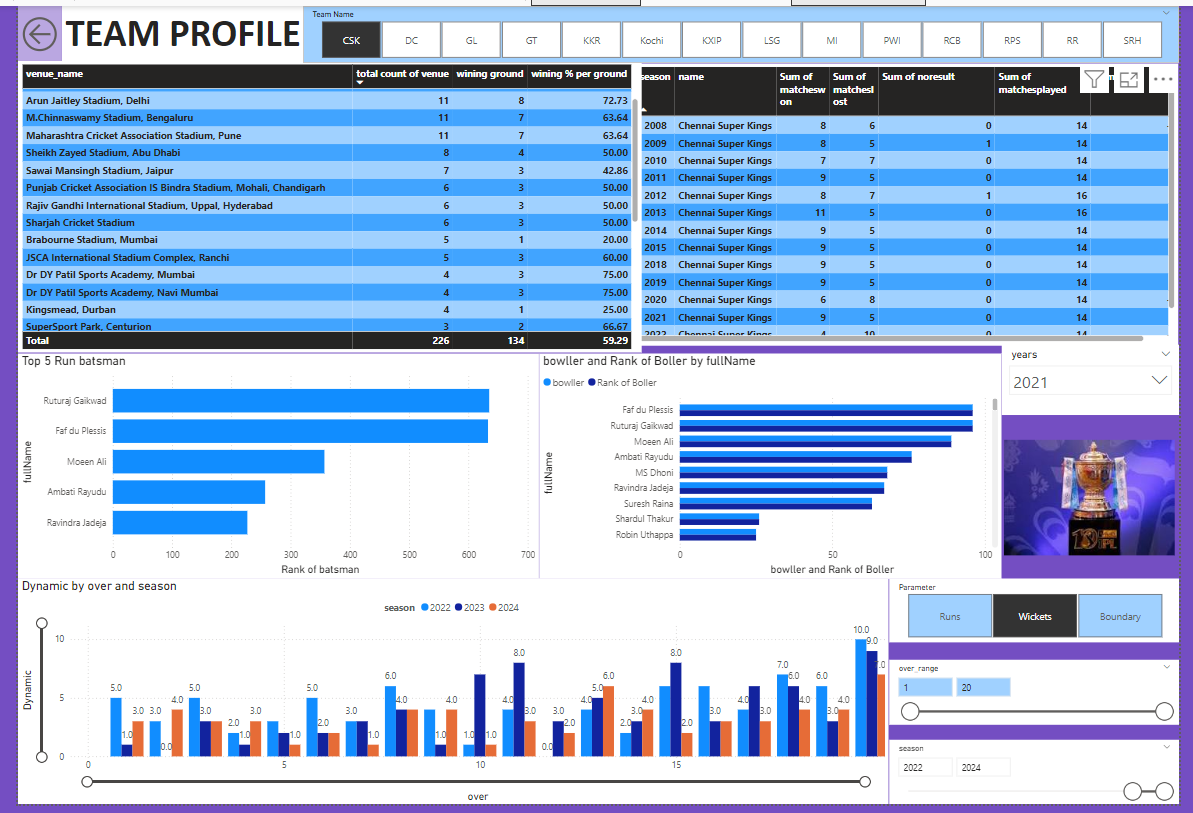 TEAM PROFILE
Team Name
CSK DC GL GT KKR Kochi KXIP LSG MI PWI RCB RPS RR SRH
venue_name total count of venue wining ground wining % per ground
Arun Jaitley Stadium, Delhi 11 8 72.73
M.Chinnaswamy Stadium, Bengaluru 11 7 63.64
Maharashtra Cricket Association Stadium, Pune 11 7 63.64
Sheikh Zayed Stadium, Abu Dhabi 8 4 50.00
Sawai Mansingh Stadium, Jaipur 7 3 42.86
Punjab Cricket Association IS Bindra Stadium, Mohali, Chandigarh 6 3 50.00
Rajiv Gandhi International Stadium, Uppal, Hyderabad 6 3 50.00
Sharjah Cricket Stadium 6 3 50.00
Brabourne Stadium, Mumbai 5 1 20.00
JSCA International Stadium Complex, Ranchi 5 3 60.00
Dr DY Patil Sports Academy, Mumbai 4 3 75.00
Dr DY Patil Sports Academy, Navi Mumbai 4 3 75.00
Kingsmead, Durban 4 1 25.00
SuperSport Park, Centurion 3 2 66.67
Total 226 134 59.29
season name Sum of matcheswon Sum of matcheslost Sum of noresult Sum of matchesplayed
2008 Chennai Super Kings 8 6 0 14
2009 Chennai Super Kings 8 5 1 14
2010 Chennai Super Kings 7 7 0 14
2011 Chennai Super Kings 9 5 0 14
2012 Chennai Super Kings 8 7 1 16
2013 Chennai Super Kings 11 5 0 16
2014 Chennai Super Kings 9 5 0 14
2015 Chennai Super Kings 9 5 0 14
2018 Chennai Super Kings 9 5 0 14
2019 Chennai Super Kings 9 5 0 14
2020 Chennai Super Kings 6 8 0 14
2021 Chennai Super Kings 9 5 0 14
2022 Chennai Super Kings 4 10 0 14
Top 5 Run batsman
fullName
Ruturaj Gaikwad
Faf du Plessis
Moeen Ali
Ambati Rayudu
Ravindra Jadeja
0 100 200 300 400 500 600 700
Rank of batsman
bowller and Rank of Boller by fullName
bowller Rank of Boller
fullName
Faf du Plessis
Ruturaj Gaikwad
Moeen Ali
Ambati Rayudu
MS Dhoni
Ravindra Jadeja
Suresh Raina
Shardul Thakur
Robin Uthappa
0 50 100
bowller and Rank of Boller
years
2021
IPL
Dynamic by over and season
season 2022 2023 2024
Dynamic
10
5
0
5.0 1.0 3.0 3.0 0.0 4.0 5.0 3.0 2.0 1.0 3.0 2.0 1.0 5.0 2.0 3.0 1.0 6.0 4.0 1.0 4.0 1.0 1.0 4.0 8.0 3.0 0.0 3.0 2.0 4.0 5.0 6.0 2.0 3.0 4.0 8.0 2.0 3.0 4.0 3.0 7.0 6.0 4.0 6.0 3.0 4.0 10.0 9.0 7.0
0 5 10 15
over
Parameter
Runs Wickets Boundary
over_range
1 20
season
2022 2024